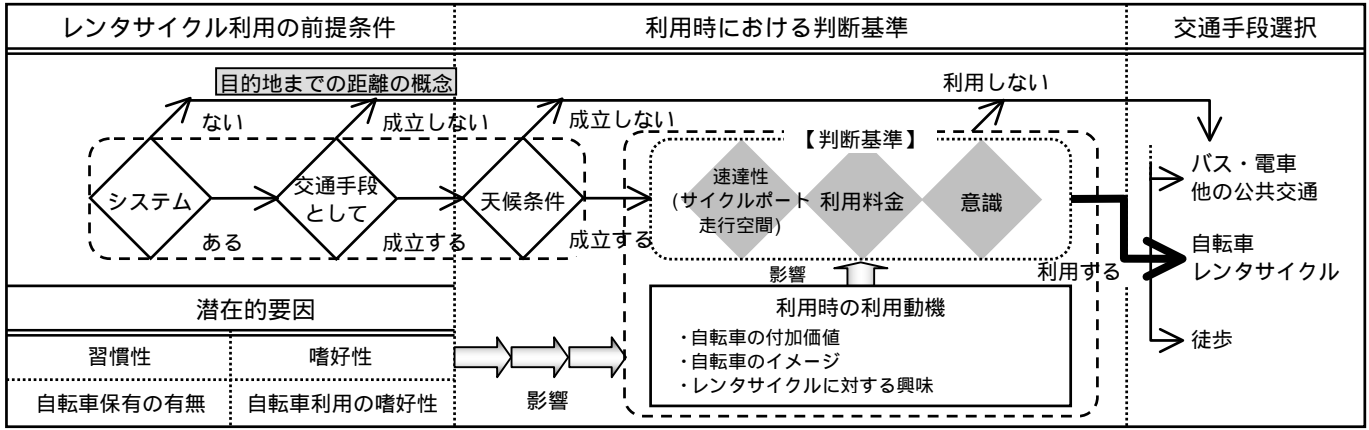 レンタサイクル利用の前提条件
利用時における判断基準
交通手段選択
目的地までの距離の概念
利用しない
ない
成立しない
成立しない
【判断基準】
システム
交通手段
として
天候条件
速達性
(サイクルポート
走行空間)
利用料金
意識
バス・電車
他の公共交通
ある
成立する
成立する
自転車
レンタサイクル
影響
利用する
潜在的要因
利用時の利用動機
習慣性
嗜好性
・自転車の付加価値
・自転車のイメージ
・レンタサイクルに対する興味
徒歩
自転車保有の有無
自転車利用の嗜好性
影響